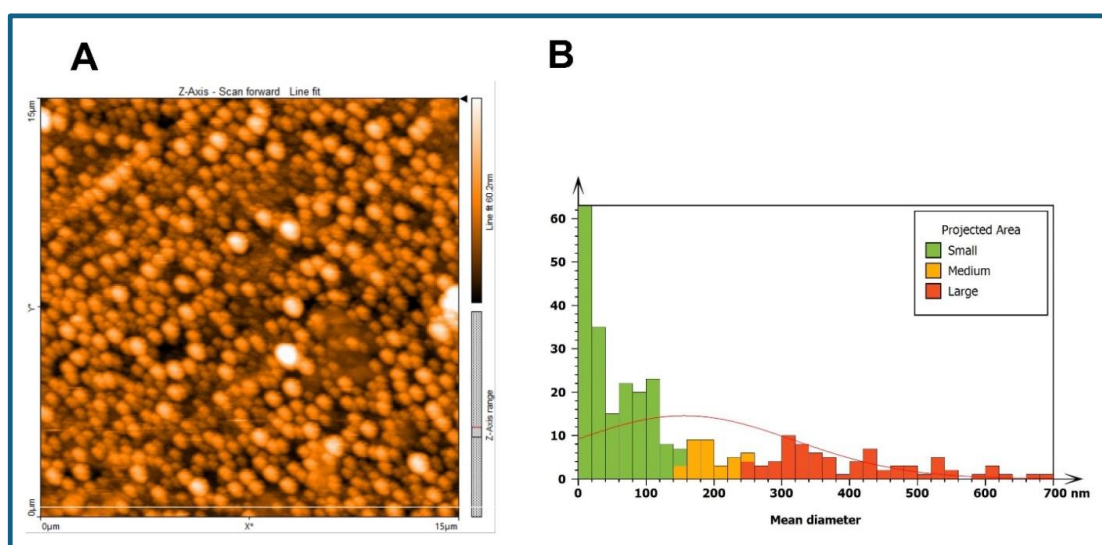 A
B
Z-Axis - Scan forward Line fit
15µm
Line fit 60.2nm
Y*
Z-Axis range
0µm
0µm X* 15µm
60
50
40
30
20
10
0
0 100 200 300 400 500 600 700 nm
Mean diameter
Projected Area
Small
Medium
Large